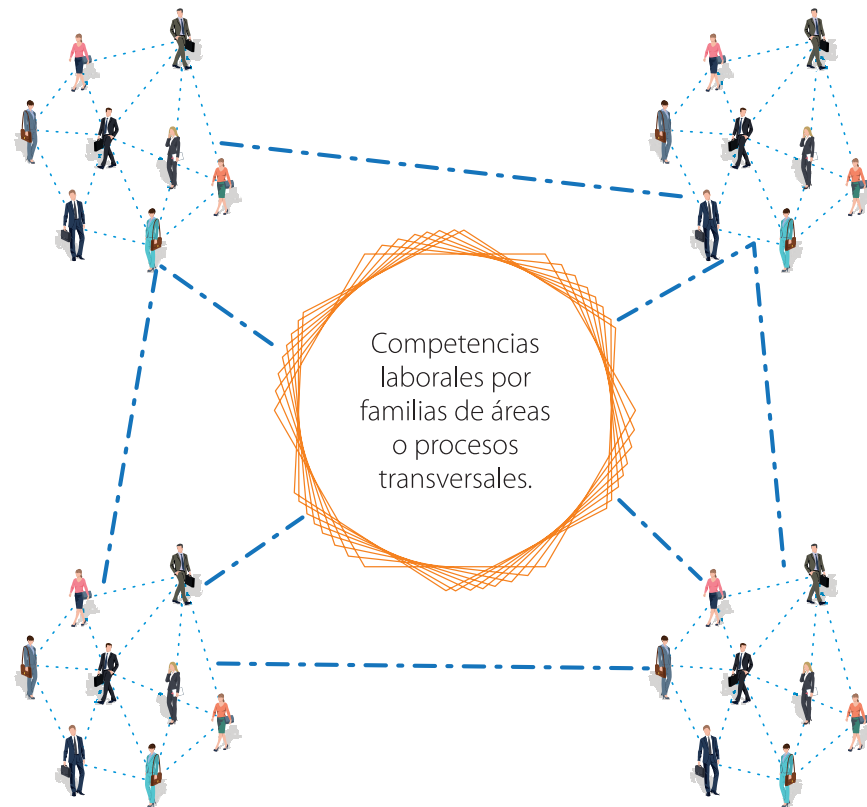 Competencias
laborales por
familias de áreas
o procesos
transversales.